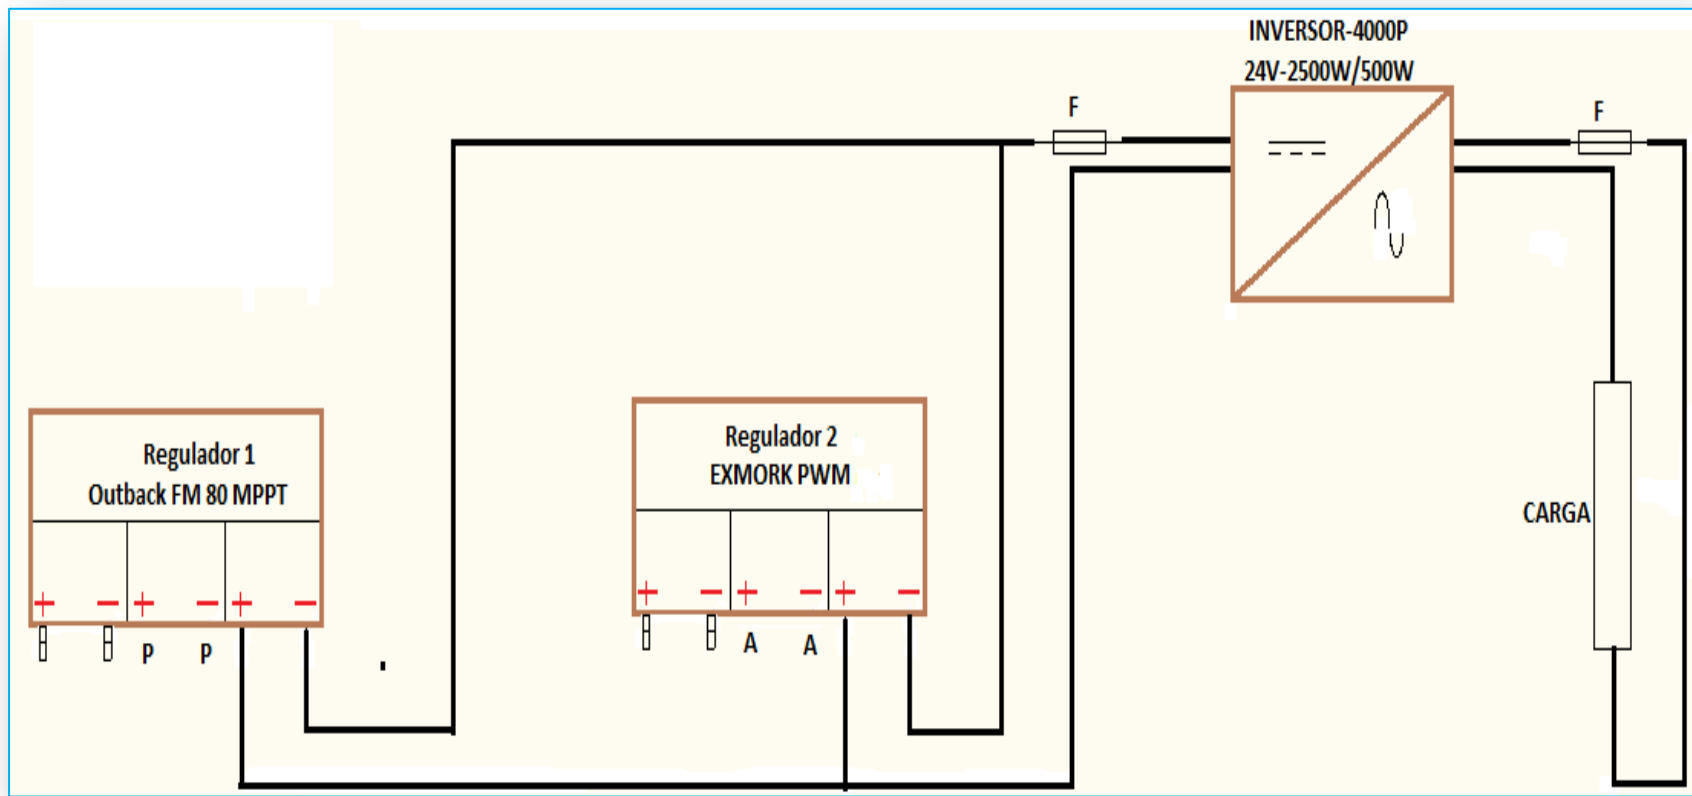 INVERSOR-4000P
24V-2500W/500W
F
F
Regulador 1
Outback FM 80 MPPT
+ − + − + −
P P
Regulador 2
EXMORK PWM
+ − + − + −
A A
CARGA